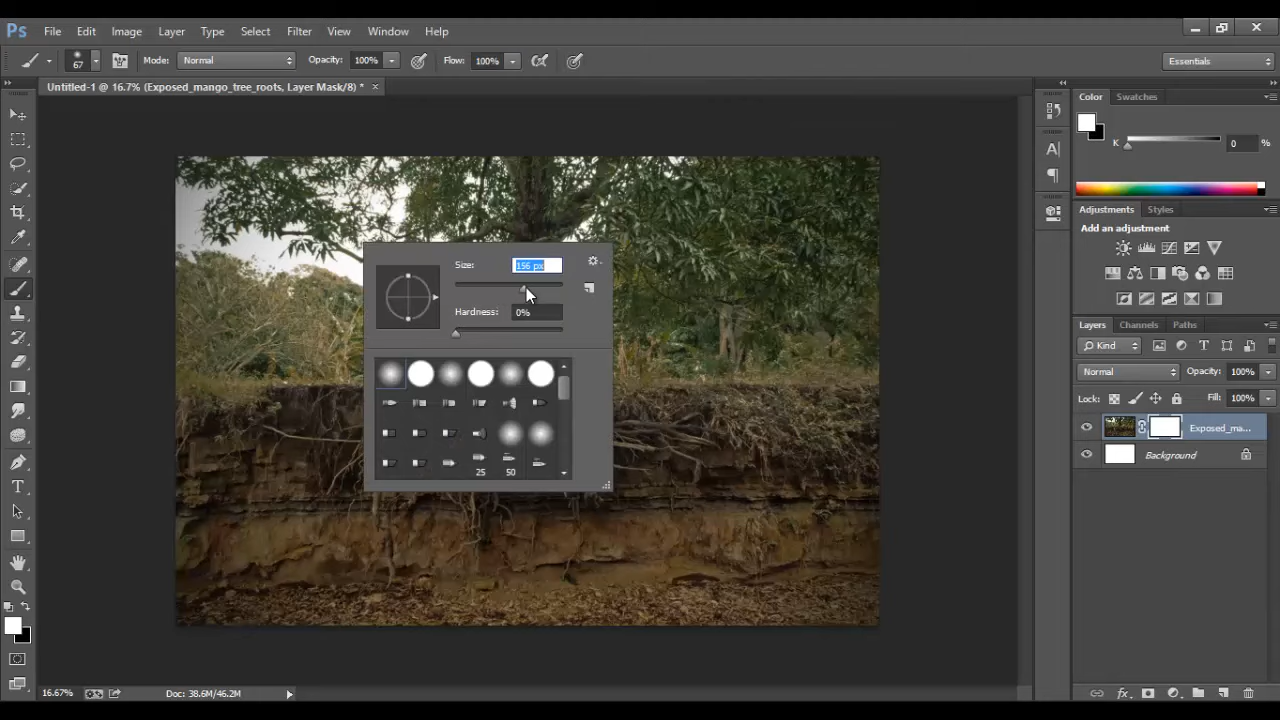 Ps File Edit Image Layer Type Select Filter View Window Help
67 Mode: Normal Opacity: 100% Flow: 100% Essentials
Untitled-1 @ 16.7% (Exposed_mango_tree_roots, Layer Mask/8) * ×
Color Swatches
K 0 %
Adjustments Styles
Add an adjustment
Size: 156 px
Hardness: 0%
25 50
Layers Channels Paths
Kind
Normal Opacity: 100%
Lock: Fill: 100%
Exposed_ma...
Background
T
A
16.67% Doc: 38.6M/46.2M